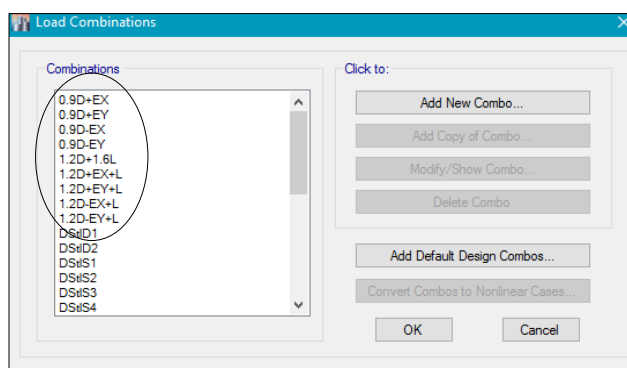 Load Combinations
Combinations
0.9D+EX
0.9D+EY
0.9D-EX
0.9D-EY
1.2D+1.6L
1.2D+EX+L
1.2D+EY+L
1.2D-EX+L
1.2D-EY+L
DStlD1
DStlD2
DStlS1
DStlS2
DStlS3
DStlS4
Click to:
Add New Combo...
Add Copy of Combo...
Modify/Show Combo...
Delete Combo
Add Default Design Combos...
Convert Combos to Nonlinear Cases...
OK
Cancel